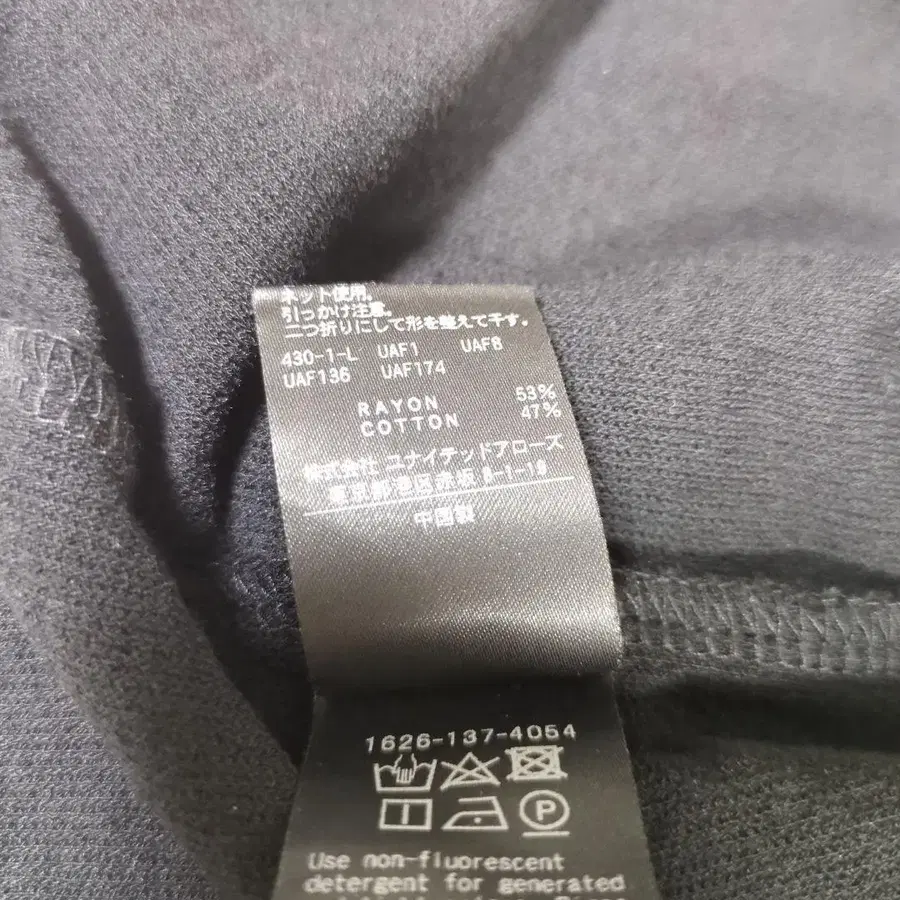 ネット使用。
引っかけ注意。
二つ折りにして形を整えて干す。
430-1-L UAF1 UAF8
UAF136 UAF174
RAYON 53%
COTTON 47%
株式会社 ユナイテッドアローズ
東京都港区赤坂 8-1-19
中国製
1626-137-4054
P
Use non-fluorescent
detergent for generated